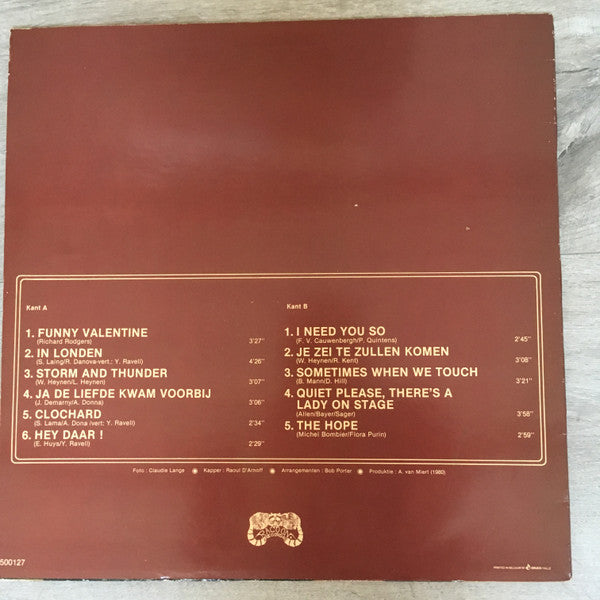 Kant A
1. FUNNY VALENTINE
(Richard Rodgers) 3'27"
2. IN LONDEN
(S. Laing/R. Danova-vert.: Y. Ravell) 4'26"
3. STORM AND THUNDER
(W. Heynen/L. Heynen) 3'07"
4. JA DE LIEFDE KWAM VOORBIJ
(J. Demarny/A. Donna) 3'06"
5. CLOCHARD
(S. Lama/A. Dona /vert: Y. Ravell) 2'34"
6. HEY DAAR !
(E. Huys/Y. Ravell) 2'29"
Kant B
1. I NEED YOU SO
(F. V. Cauwenbergh/P. Quintens) 2'45"
2. JE ZEI TE ZULLEN KOMEN
(W. Heynen/R. Kent) 3'08"
3. SOMETIMES WHEN WE TOUCH
(B. Mann/D. Hill) 3'21"
4. QUIET PLEASE, THERE'S A
LADY ON STAGE
(Allen/Bayer/Sager) 3'58"
5. THE HOPE
(Michel Bombier/Flora Purin) 2'59"
Foto : Claudie Lange Kapper : Raoul D'Arnoff Arrangementen : Bob Porter Produktie : A. van Miert (1980)
500127